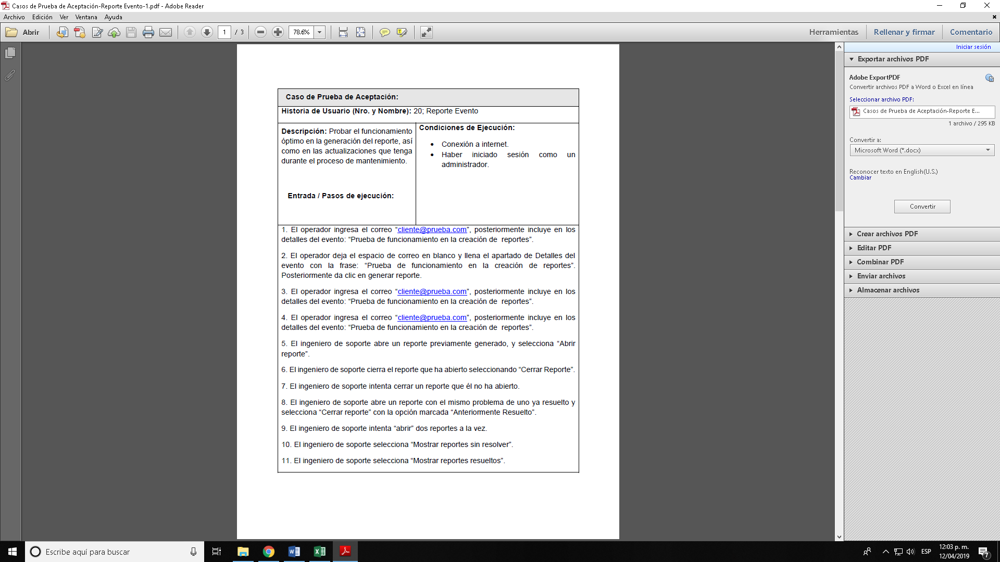 Casos de Prueba de Aceptación-Reporte Evento-1.pdf - Adobe Reader
Archivo Edición Ver Ventana Ayuda
Abrir 1 / 3 78.6% Herramientas Rellenar y firmar Comentario
Iniciar sesión
Exportar archivos PDF
Adobe ExportPDF
Convertir archivos PDF a Word o Excel en línea
Seleccionar archivo PDF:
Casos de Prueba de Aceptación-Reporte E...
1 archivo / 295 KB
Convertir a:
Microsoft Word (*.docx)
Reconocer texto en English(U.S.)
Cambiar
Convertir
Crear archivos PDF
Editar PDF
Combinar PDF
Enviar archivos
Almacenar archivos
Caso de Prueba de Aceptación:
Historia de Usuario (Nro. y Nombre): 20; Reporte Evento
Descripción: Probar el funcionamiento
óptimo en la generación del reporte, así
como en las actualizaciones que tenga
durante el proceso de mantenimiento.
Entrada / Pasos de ejecución:
Condiciones de Ejecución:
• Conexión a internet.
• Haber iniciado sesión como un
administrador.
1. El operador ingresa el correo “cliente@prueba.com”, posteriormente incluye en los
detalles del evento: “Prueba de funcionamiento en la creación de reportes”.
2. El operador deja el espacio de correo en blanco y llena el apartado de Detalles del
evento con la frase: “Prueba de funcionamiento en la creación de reportes”.
Posteriormente da clic en generar reporte.
3. El operador ingresa el correo “cliente@prueba.com”, posteriormente incluye en los
detalles del evento: “Prueba de funcionamiento en la creación de reportes”.
4. El operador ingresa el correo “cliente@prueba.com”, posteriormente incluye en los
detalles del evento: “Prueba de funcionamiento en la creación de reportes”.
5. El ingeniero de soporte abre un reporte previamente generado, y selecciona “Abrir
reporte”.
6. El ingeniero de soporte cierra el reporte que ha abierto seleccionando “Cerrar Reporte”.
7. El ingeniero de soporte intenta cerrar un reporte que él no ha abierto.
8. El ingeniero de soporte abre un reporte con el mismo problema de uno ya resuelto y
selecciona “Cerrar reporte” con la opción marcada “Anteriormente Resuelto”.
9. El ingeniero de soporte intenta “abrir” dos reportes a la vez.
10. El ingeniero de soporte selecciona “Mostrar reportes sin resolver”.
11. El ingeniero de soporte selecciona “Mostrar reportes resueltos”.
Escribe aquí para buscar
ESP
12:03 p. m.
12/04/2019
7